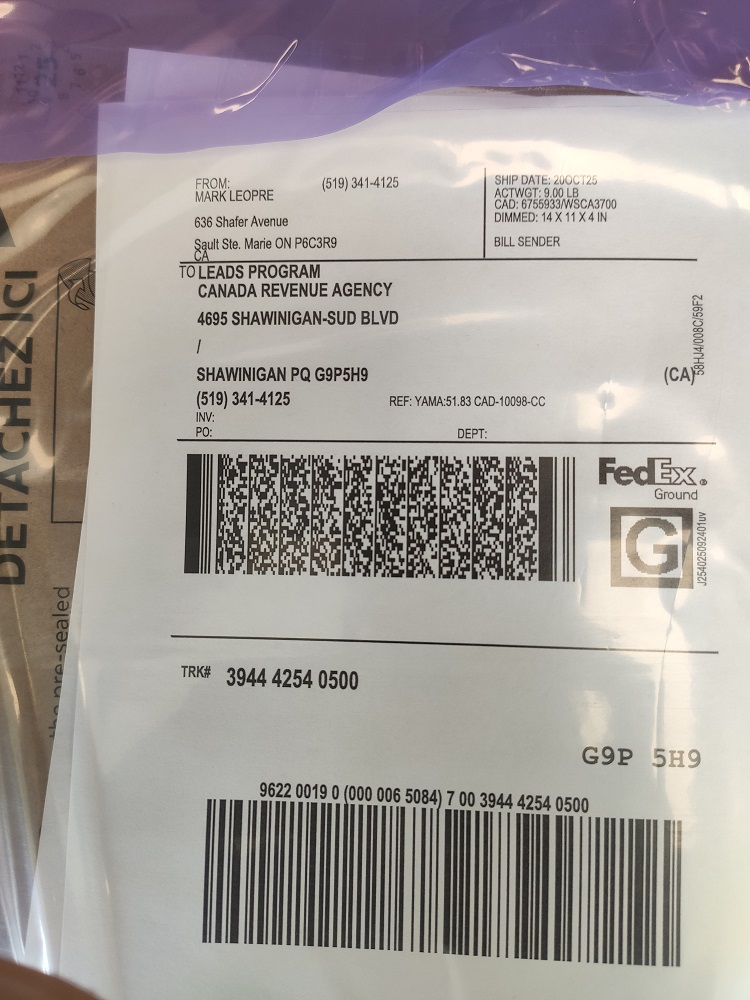 FROM: (519) 341-4125
MARK LEOPRE
636 Shafer Avenue
Sault Ste. Marie ON P6C3R9
CA
SHIP DATE: 20OCT25
ACTWGT: 9.00 LB
CAD: 6755933/WSCA3700
DIMMED: 14 X 11 X 4 IN
BILL SENDER
TO LEADS PROGRAM
CANADA REVENUE AGENCY
4695 SHAWINIGAN-SUD BLVD
/
SHAWINIGAN PQ G9P5H9 (CA)
(519) 341-4125 REF: YAMA:51.83 CAD-10098-CC
INV:
PO: DEPT:
58HJ4/008C/59F2
FedEx®
Ground
G
J254025092401uv
TRK# 3944 4254 0500
G9P 5H9
9622 0019 0 (000 006 5084) 7 00 3944 4254 0500
DETACHEZ ICI
the pre-sealed